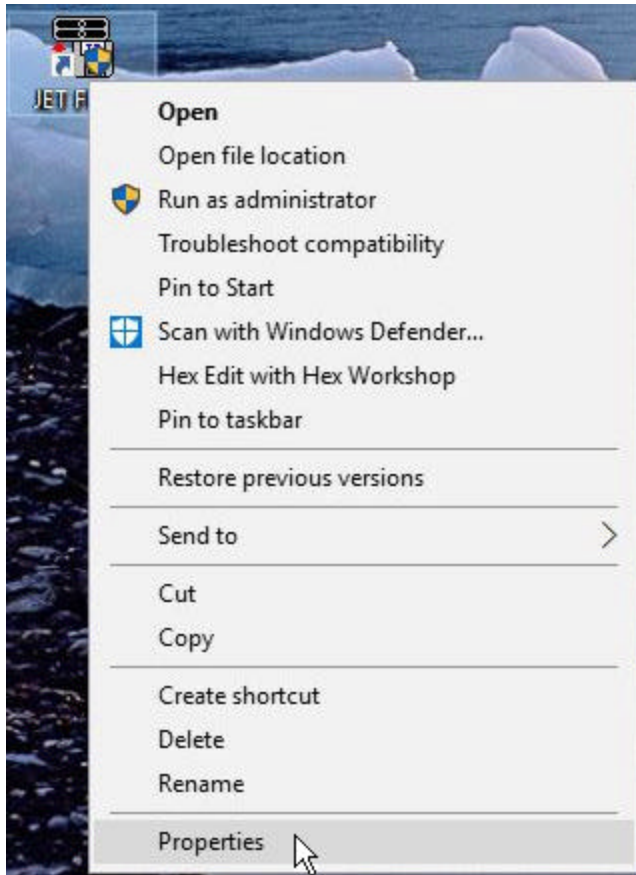 JET
Open
Open file location
Run as administrator
Troubleshoot compatibility
Pin to Start
Scan with Windows Defender...
Hex Edit with Hex Workshop
Pin to taskbar
Restore previous versions
Send to
Cut
Copy
Create shortcut
Delete
Rename
Properties